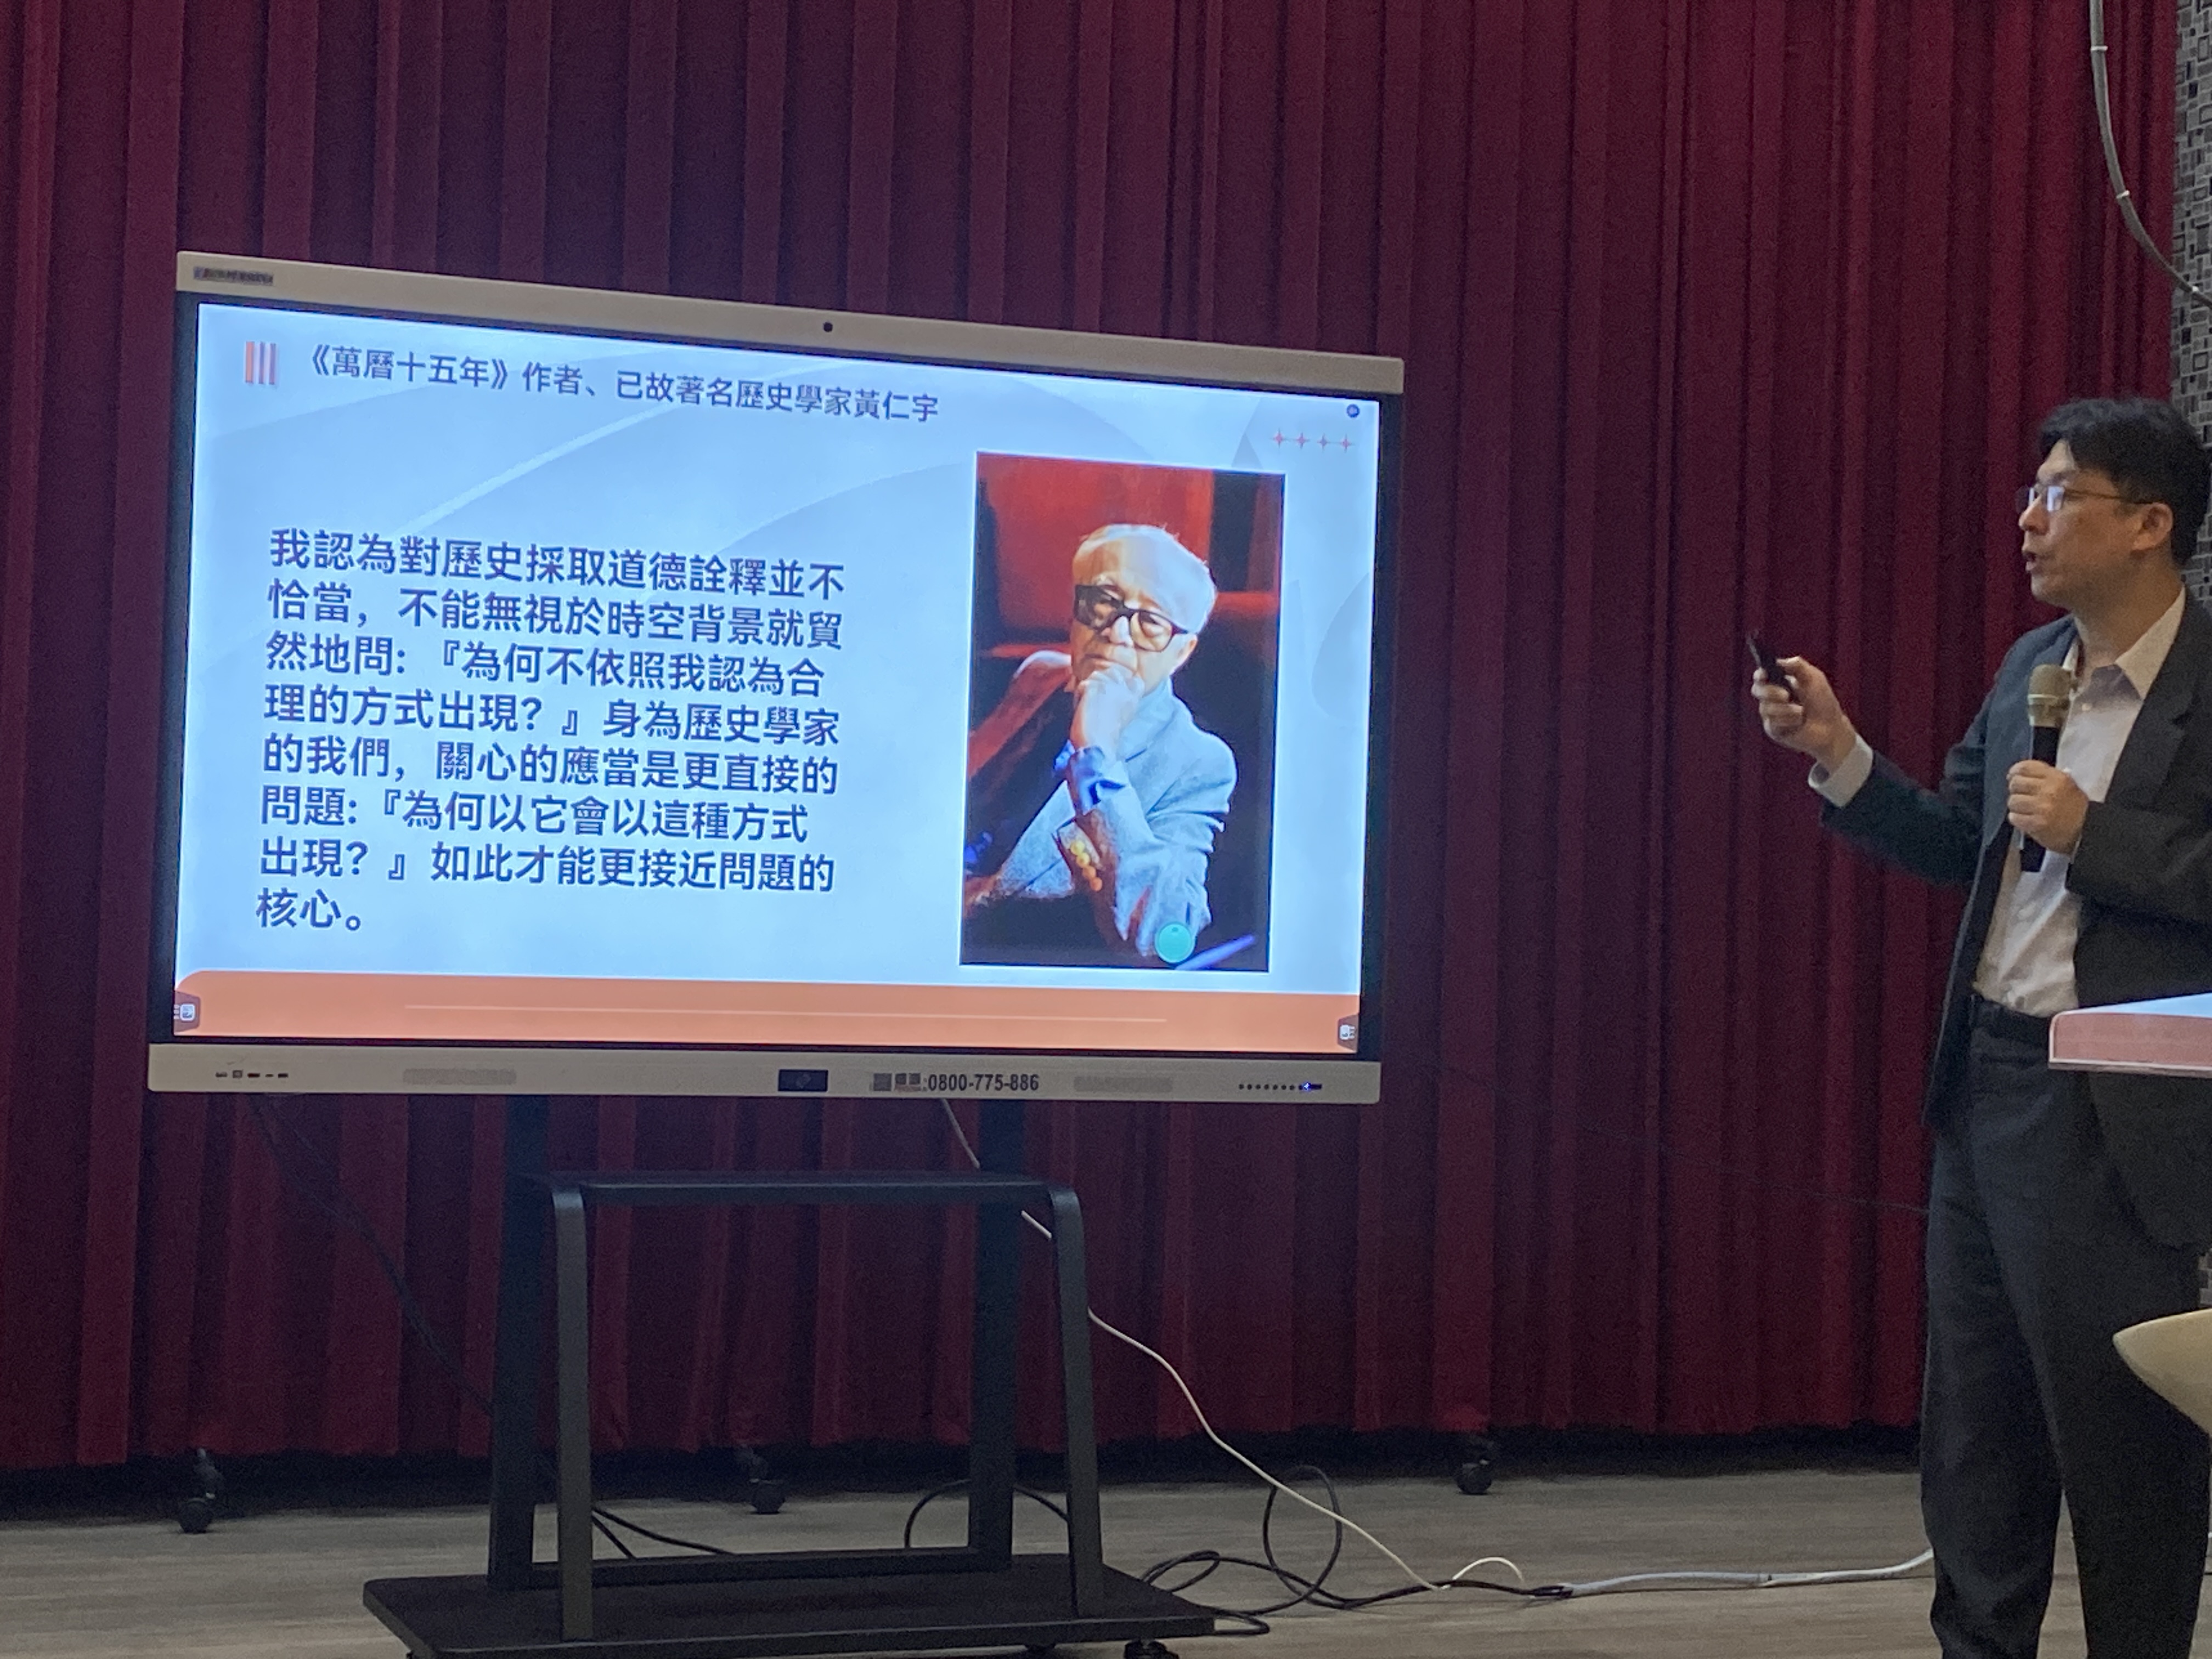 《萬曆十五年》作者、已故著名歷史學家黃仁宇
我認為對歷史採取道德詮釋並不
恰當，不能無視於時空背景就貿
然地問:『為何不依照我認為合
理的方式出現？』身為歷史學家
的我們，關心的應當是更直接的
問題:『為何以它會以這種方式
出現？』如此才能更接近問題的
核心。
:0800-775-886